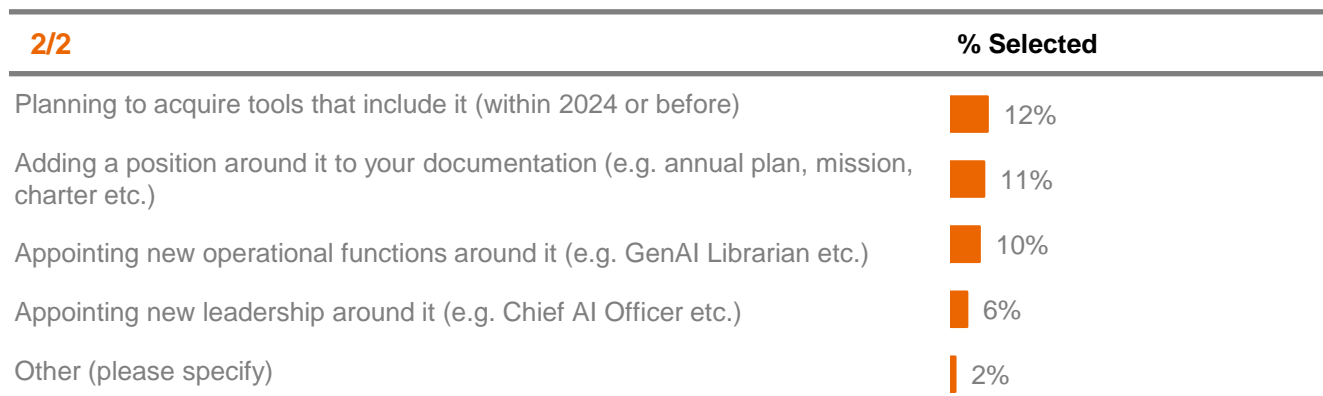 2/2 % Selected
Planning to acquire tools that include it (within 2024 or before) 12%
Adding a position around it to your documentation (e.g. annual plan, mission,
charter etc.) 11%
Appointing new operational functions around it (e.g. GenAI Librarian etc.) 10%
Appointing new leadership around it (e.g. Chief AI Officer etc.) 6%
Other (please specify) 2%